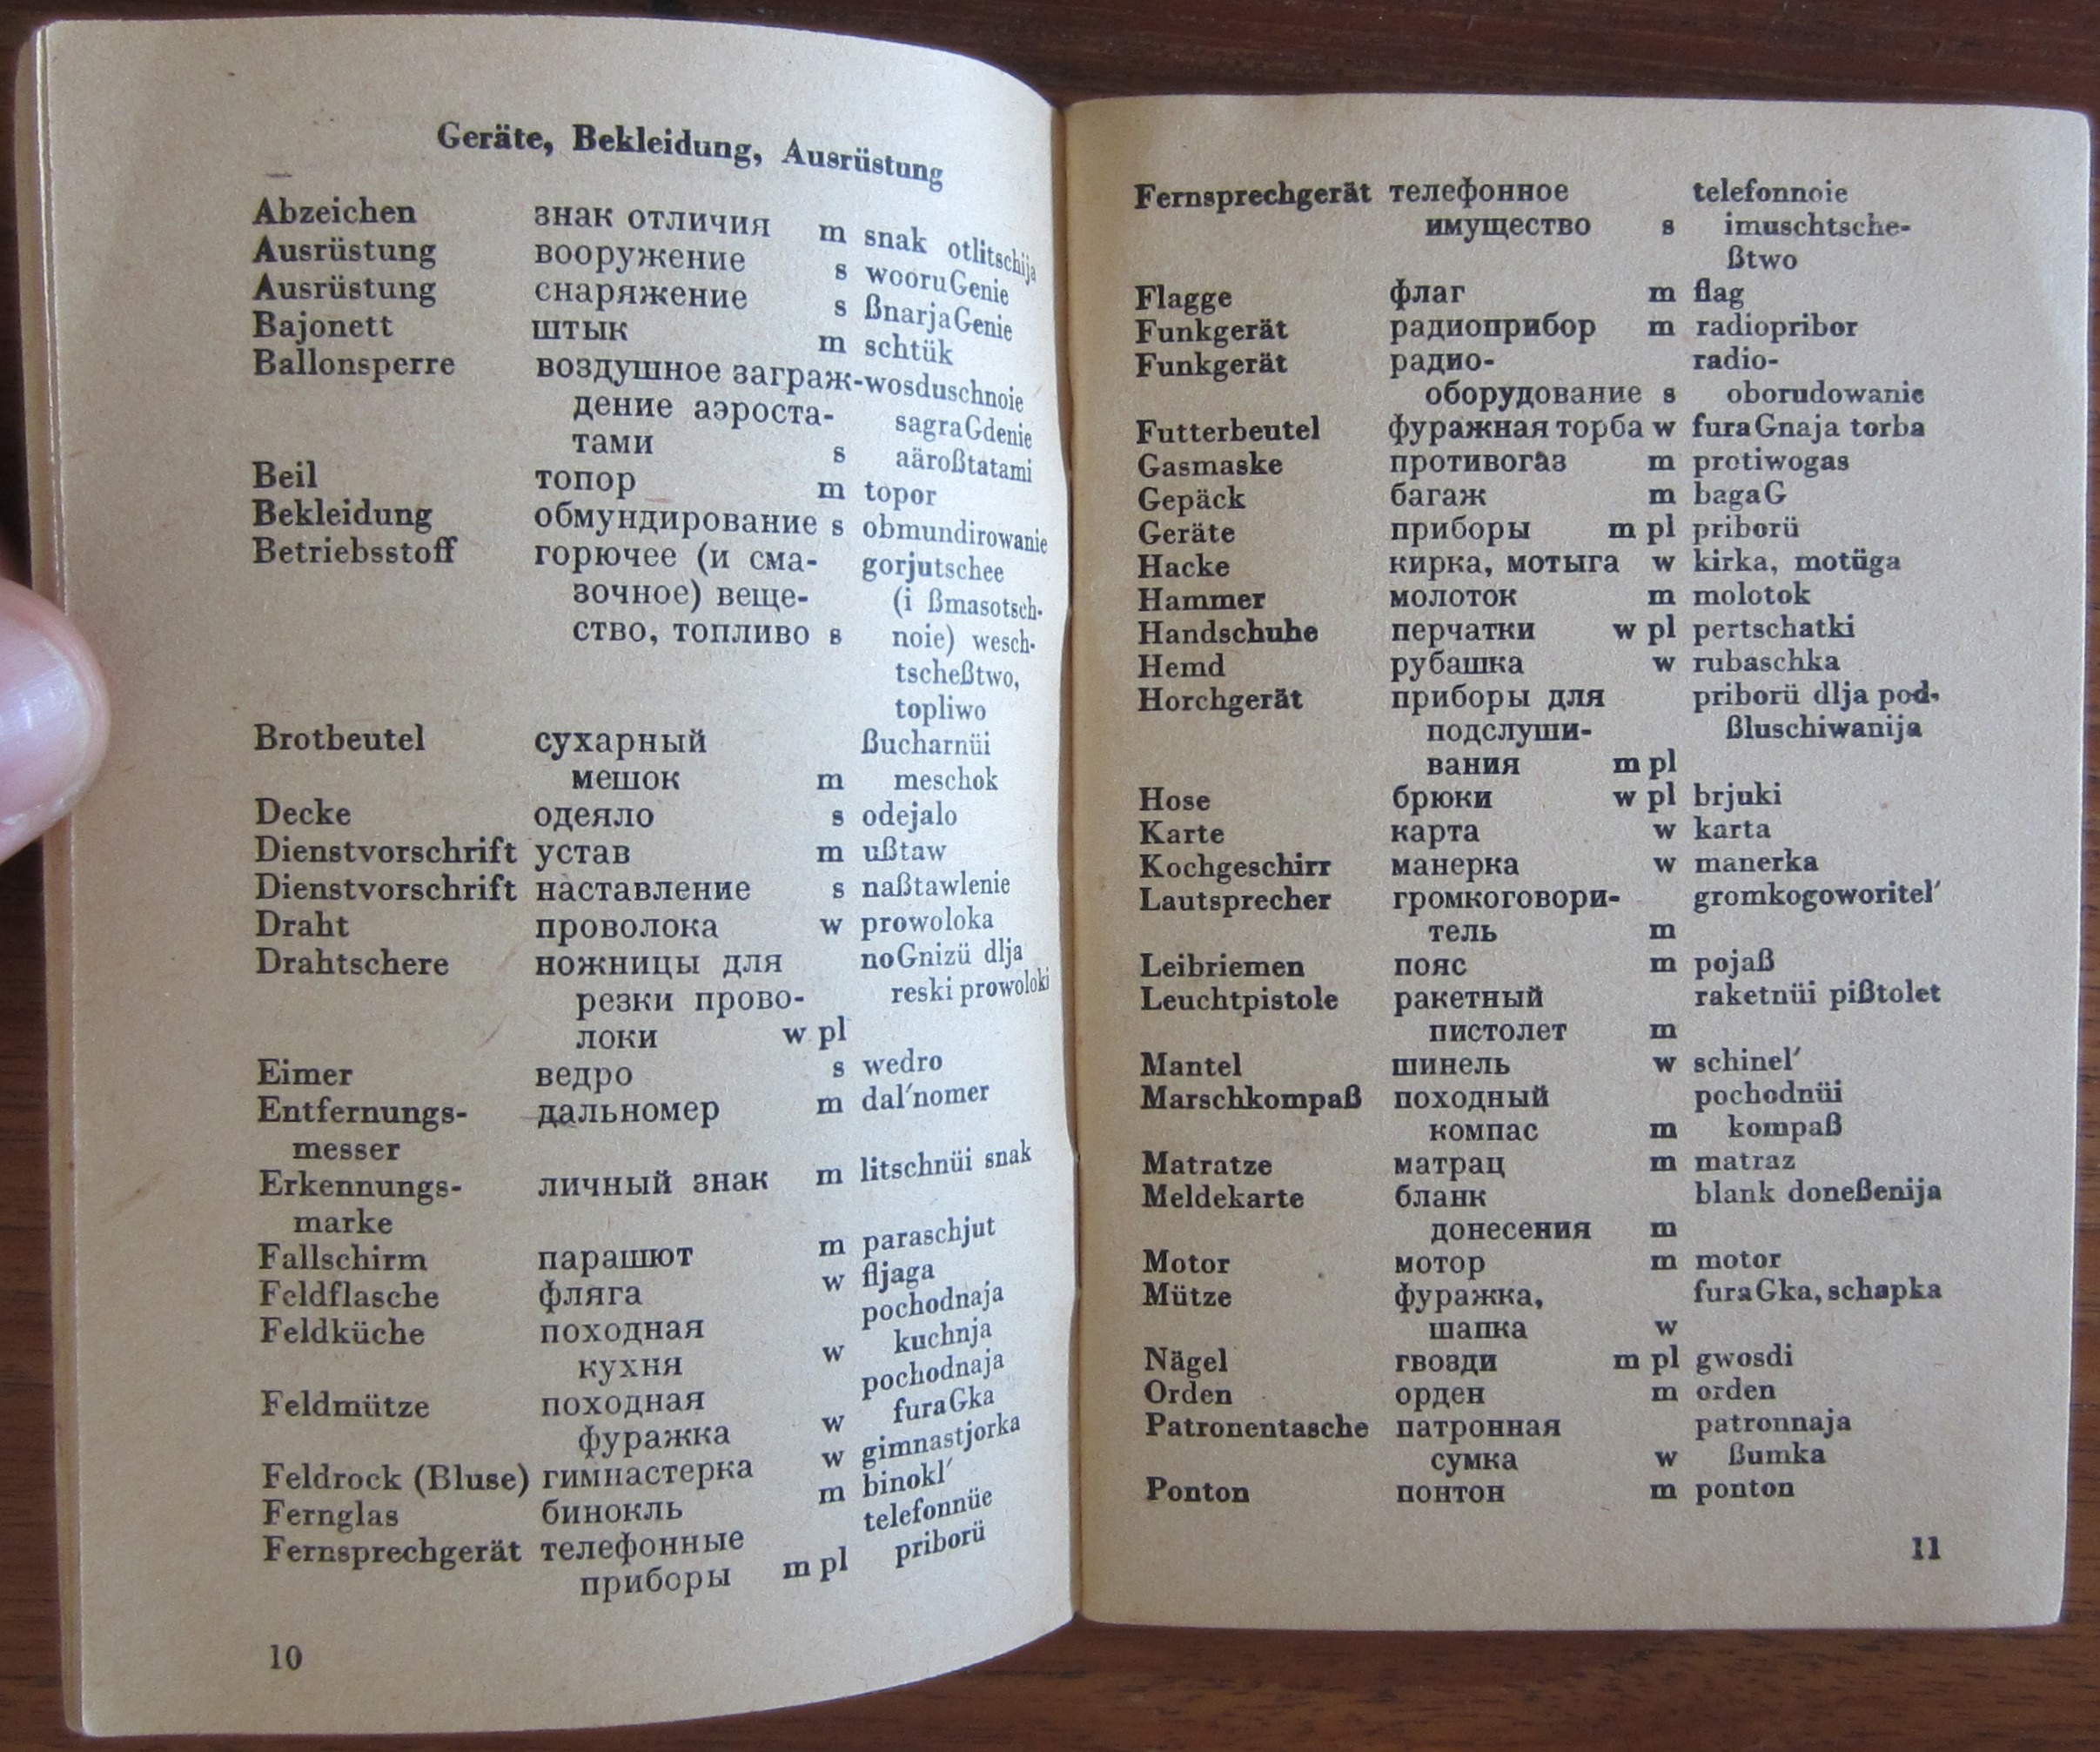 Geräte, Bekleidung, Ausrüstung
Abzeichen знак отличия m snak otlitschija
Ausrüstung вооружение s wooruGenie
Ausrüstung снаряжение s ßnarjaGenie
Bajonett штык m schtük
Ballonsperre воздушное заграж- wosduschnoie
дение аэроста- sagraGdenie
тами s aäroßtatami
Beil топор m topor
Bekleidung обмундирование s obmundirowanie
Betriebsstoff горючее (и сма- gorjutschee
зочное) веще- (i ßmasotsch-
ство, топливо s noie) wesch-
tscheßtwo,
topliwo
Brotbeutel сухарный ßucharnüi
мешок m meschok
Decke одеяло s odejalo
Dienstvorschrift устав m ußtaw
Dienstvorschrift наставление s naßtawlenie
Draht проволока w prowoloka
Drahtschere ножницы для noGnizü dlja
резки прово- reski prowoloki
локи w pl
Eimer ведро s wedro
Entfernungs- дальномер m dal′nomer
messer
Erkennungs- личный знак m litschnüi snak
marke
Fallschirm парашют m paraschjut
Feldflasche фляга w fljaga
Feldküche походная pochodnaja
кухня w kuchnja
Feldmütze походная pochodnaja
фуражка w furaGka
Feldrock (Bluse) гимнастерка w gimnastjorka
Fernglas бинокль m binokl′
Fernsprechgerät телефонные telefonnüe
приборы m pl priborü
10
Fernsprechgerät телефонное telefonnoie
имущество s imuschtsche-
ßtwo
Flagge флаг m flag
Funkgerät радиоприбор m radiopribor
Funkgerät радио- radio-
оборудование s oborudowanie
Futterbeutel фуражная торба w furaGnaja torba
Gasmaske противогаз m protiwogas
Gepäck багаж m bagaG
Geräte приборы m pl priborü
Hacke кирка, мотыга w kirka, motüga
Hammer молоток m molotok
Handschuhe перчатки w pl pertschatki
Hemd рубашка w rubaschka
Horchgerät приборы для priborü dlja pod-
подслуши- ßluschiwanija
вания m pl
Hose брюки w pl brjuki
Karte карта w karta
Kochgeschirr манерка w manerka
Lautsprecher громкоговори- gromkogoworitel′
тель m
Leibriemen пояс m pojaß
Leuchtpistole ракетный raketnüi pißtolet
пистолет m
Mantel шинель w schinel′
Marschkompaß походный pochodnüi
компас m kompaß
Matratze матрац m matraz
Meldekarte бланк blank doneßenija
донесения m
Motor мотор m motor
Mütze фуражка, furaGka, schapka
шапка w
Nägel гвозди m pl gwosdi
Orden орден m orden
Patronentasche патронная patronnaja
сумка w ßumka
Ponton понтон m ponton
11